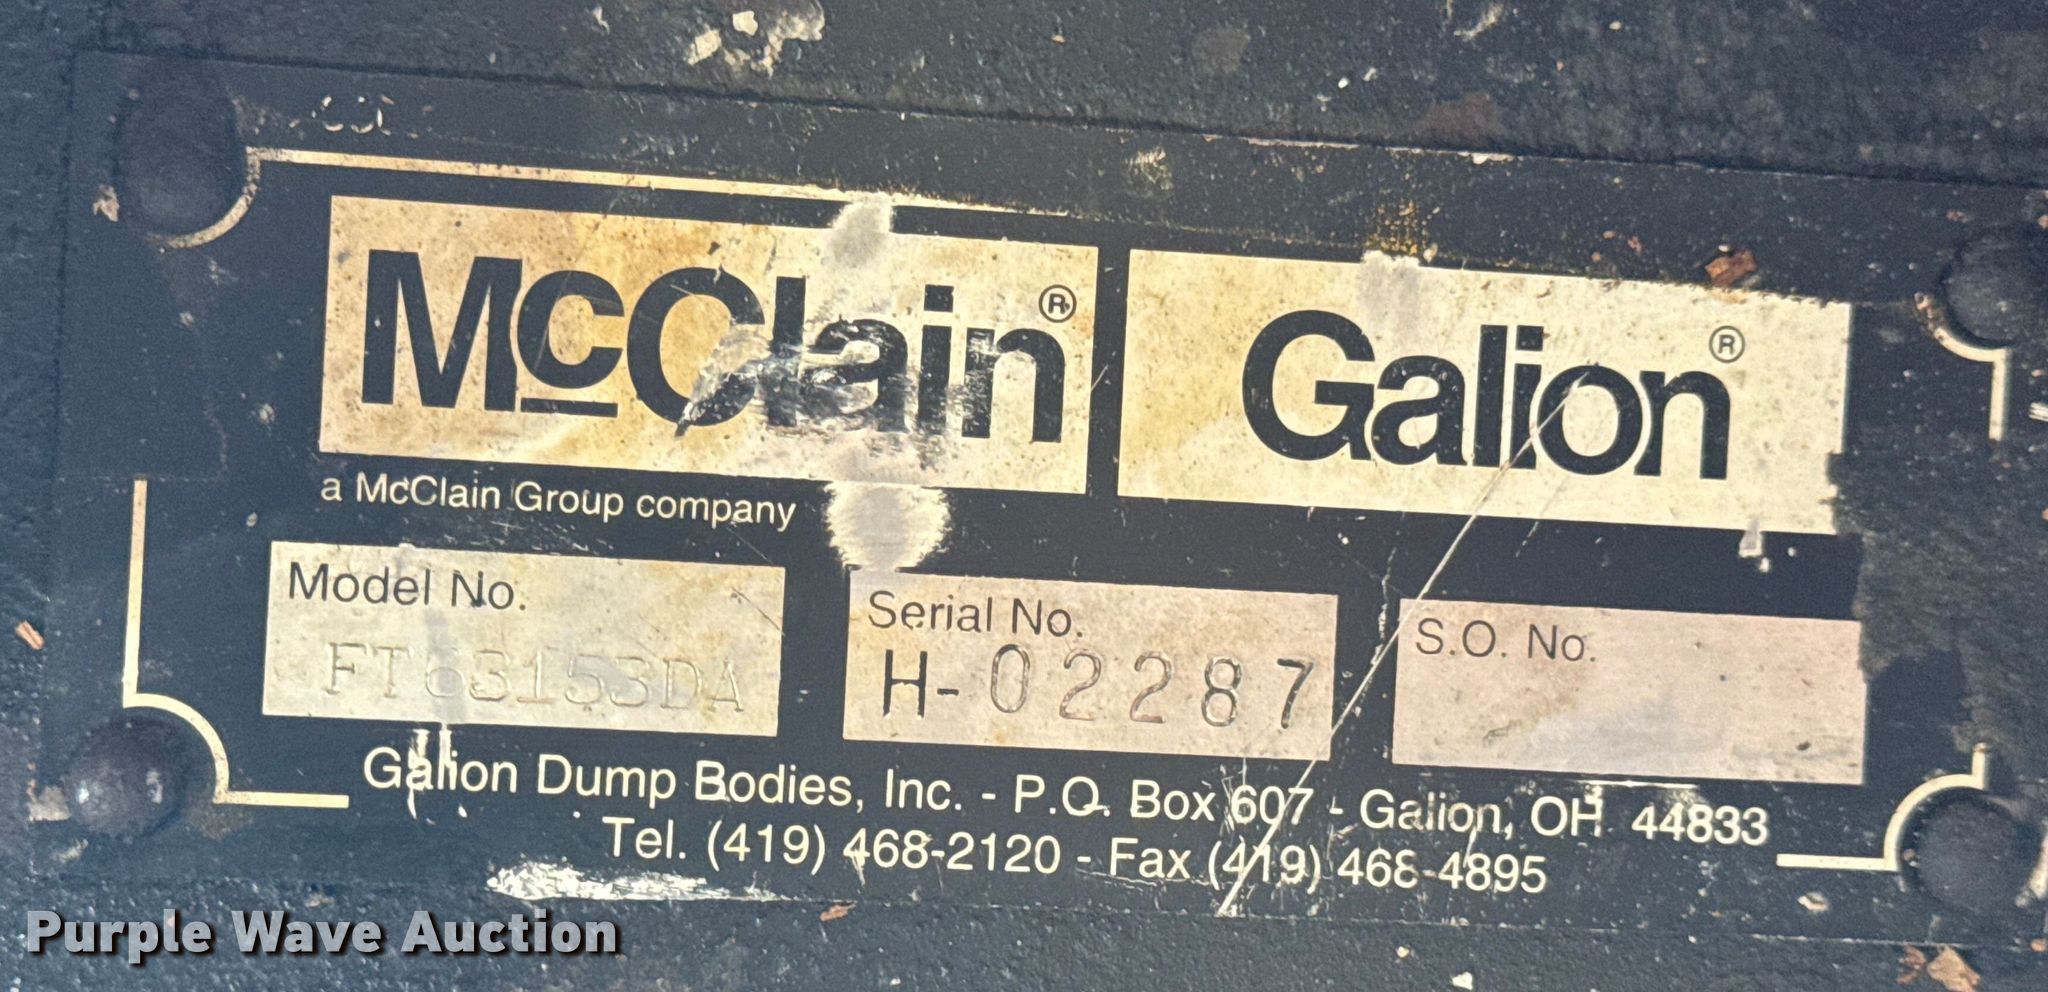 McClain® Galion®
a McClain Group company
Model No. Serial No. S.O. No.
FT63153DA H-02287
Galion Dump Bodies, Inc. - P.O. Box 607 - Galion, OH 44833
Tel. (419) 468-2120 - Fax (419) 468-4895
Purple Wave Auction